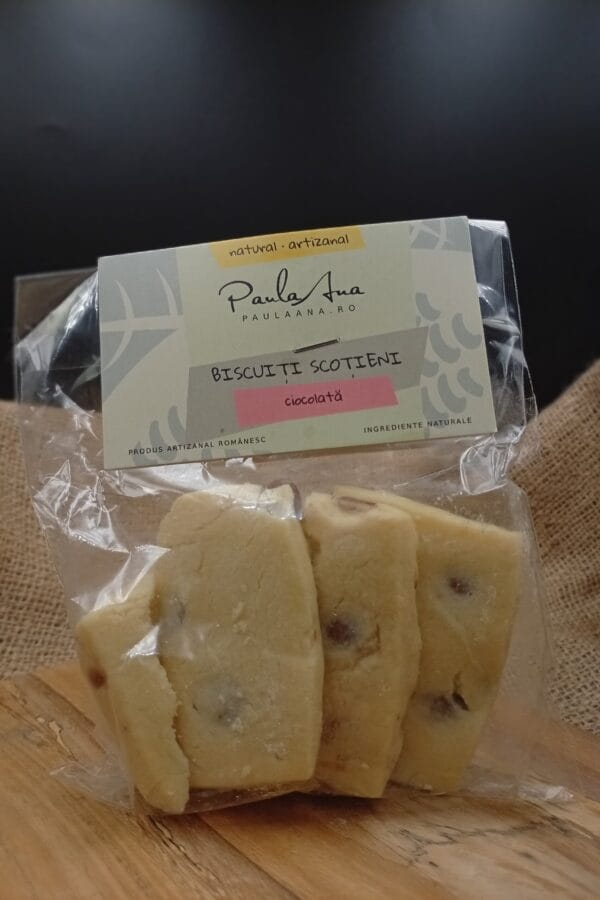 natural · artizanal
Paula Ana
PAULAANA.RO
BISCUIȚI SCOȚIENI
ciocolată
PRODUS ARTIZANAL ROMÂNESC
INGREDIENTE NATURALE